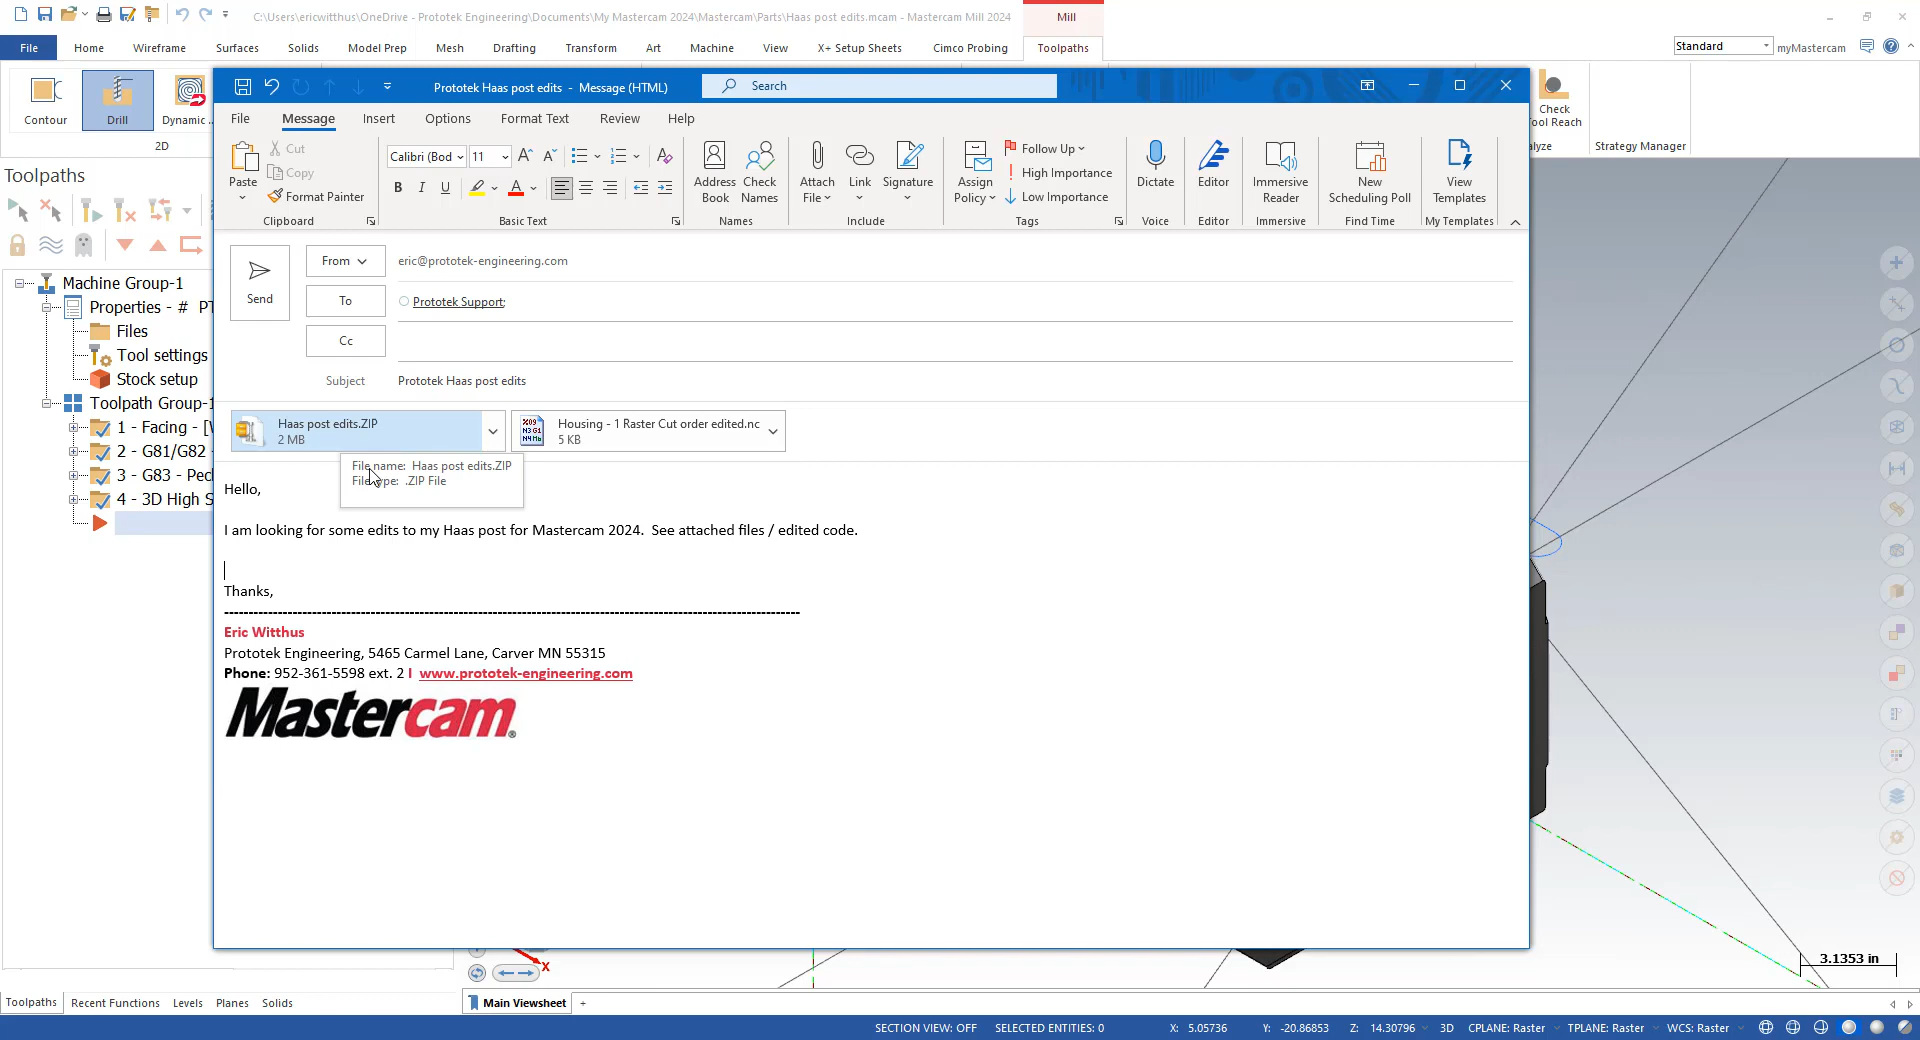 C:\Users\ericwitthus\OneDrive - Prototek Engineering\Documents\My Mastercam 2024\Mastercam\Parts\Haas post edits.mcam - Mastercam Mill 2024
Mill
File Home Wireframe Surfaces Solids Model Prep Mesh Drafting Transform Art Machine View X+ Setup Sheets Cimco Probing Toolpaths
Standard myMastercam
Contour Drill Dynamic ..
2D
Check
Tool Reach
alyze
Strategy Manager
Toolpaths
Machine Group-1
Properties - # PT
Files
Tool settings
Stock setup
Toolpath Group-1
1 - Facing - [W
2 - G81/G82 -
3 - G83 - Peck
4 - 3D High S
Prototek Haas post edits - Message (HTML)
Search
File Message Insert Options Format Text Review Help
Paste
Cut
Copy
Format Painter
Clipboard
Calibri (Bod 11
B I U A
Basic Text
Address Book
Check Names
Names
Attach File
Link
Signature
Include
Assign Policy
Follow Up
High Importance
Low Importance
Tags
Dictate
Voice
Editor
Editor
Immersive Reader
Immersive
New Scheduling Poll
Find Time
View Templates
My Templates
Send
From eric@prototek-engineering.com
To Prototek Support;
Cc
Subject Prototek Haas post edits
Haas post edits.ZIP
2 MB
Housing - 1 Raster Cut order edited.nc
5 KB
File name: Haas post edits.ZIP
File type: .ZIP File
Hello,
I am looking for some edits to my Haas post for Mastercam 2024. See attached files / edited code.
Thanks,
Eric Witthus
Prototek Engineering, 5465 Carmel Lane, Carver MN 55315
Phone: 952-361-5598 ext. 2 I www.prototek-engineering.com
Mastercam®
X
3.1353 in
Toolpaths Recent Functions Levels Planes Solids
Main Viewsheet +
SECTION VIEW: OFF SELECTED ENTITIES: 0 X: 5.05736 Y: -20.86853 Z: 14.30796 3D CPLANE: Raster TPLANE: Raster WCS: Raster